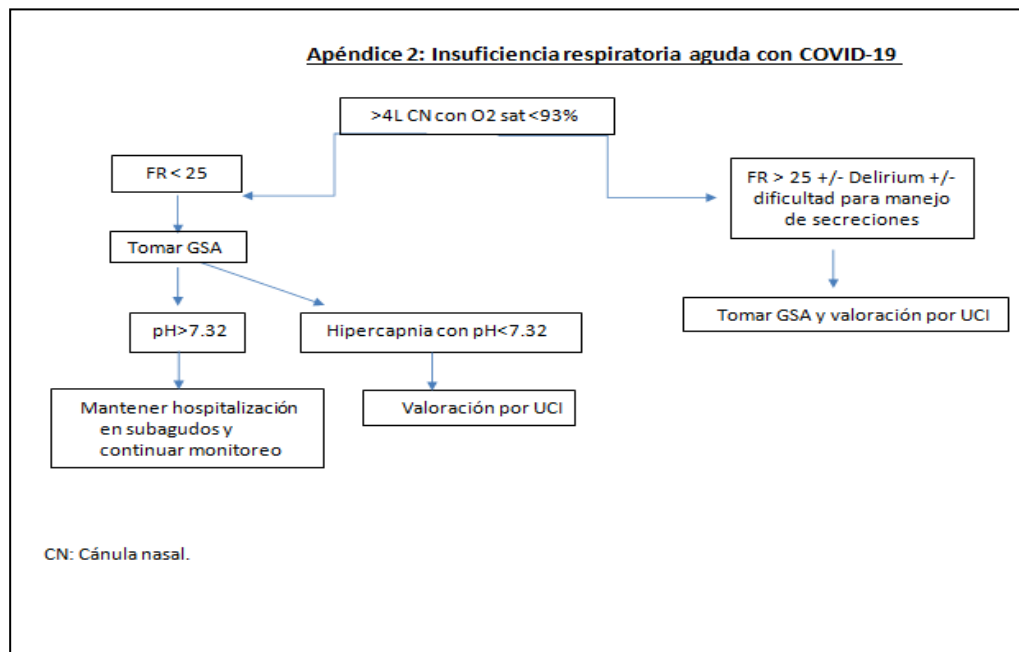 Apéndice 2: Insuficiencia respiratoria aguda con COVID-19
>4L CN con O2 sat <93%
FR < 25
FR > 25 +/- Delirium +/-
dificultad para manejo
de secreciones
Tomar GSA
Tomar GSA y valoración por UCI
pH>7.32
Hipercapnia con pH<7.32
Mantener hospitalización
en subagudos y
continuar monitoreo
Valoración por UCI
CN: Cánula nasal.